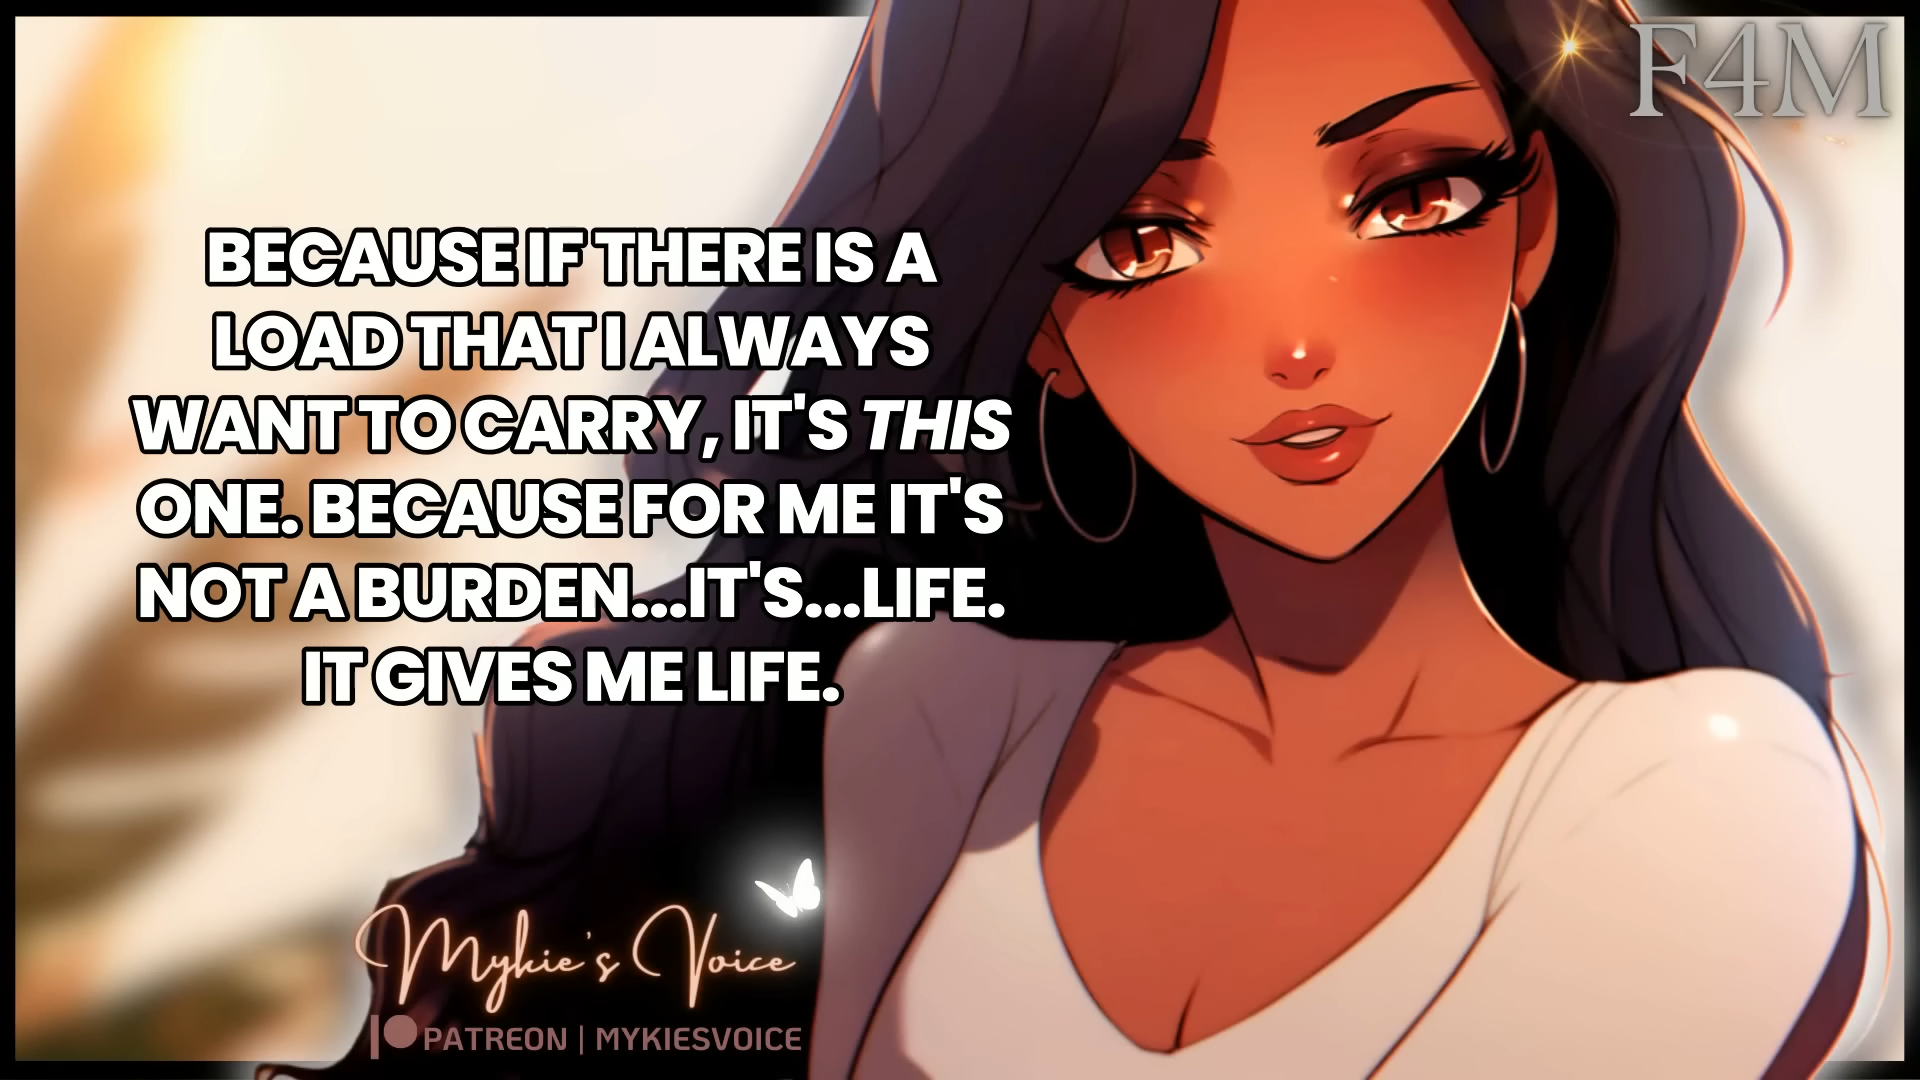 F4M
BECAUSE IF THERE IS A
LOAD THAT I ALWAYS
WANT TO CARRY, IT'S THIS
ONE. BECAUSE FOR ME IT'S
NOT A BURDEN...IT'S...LIFE.
IT GIVES ME LIFE.
Mykie's Voice
PATREON | MYKIESVOICE